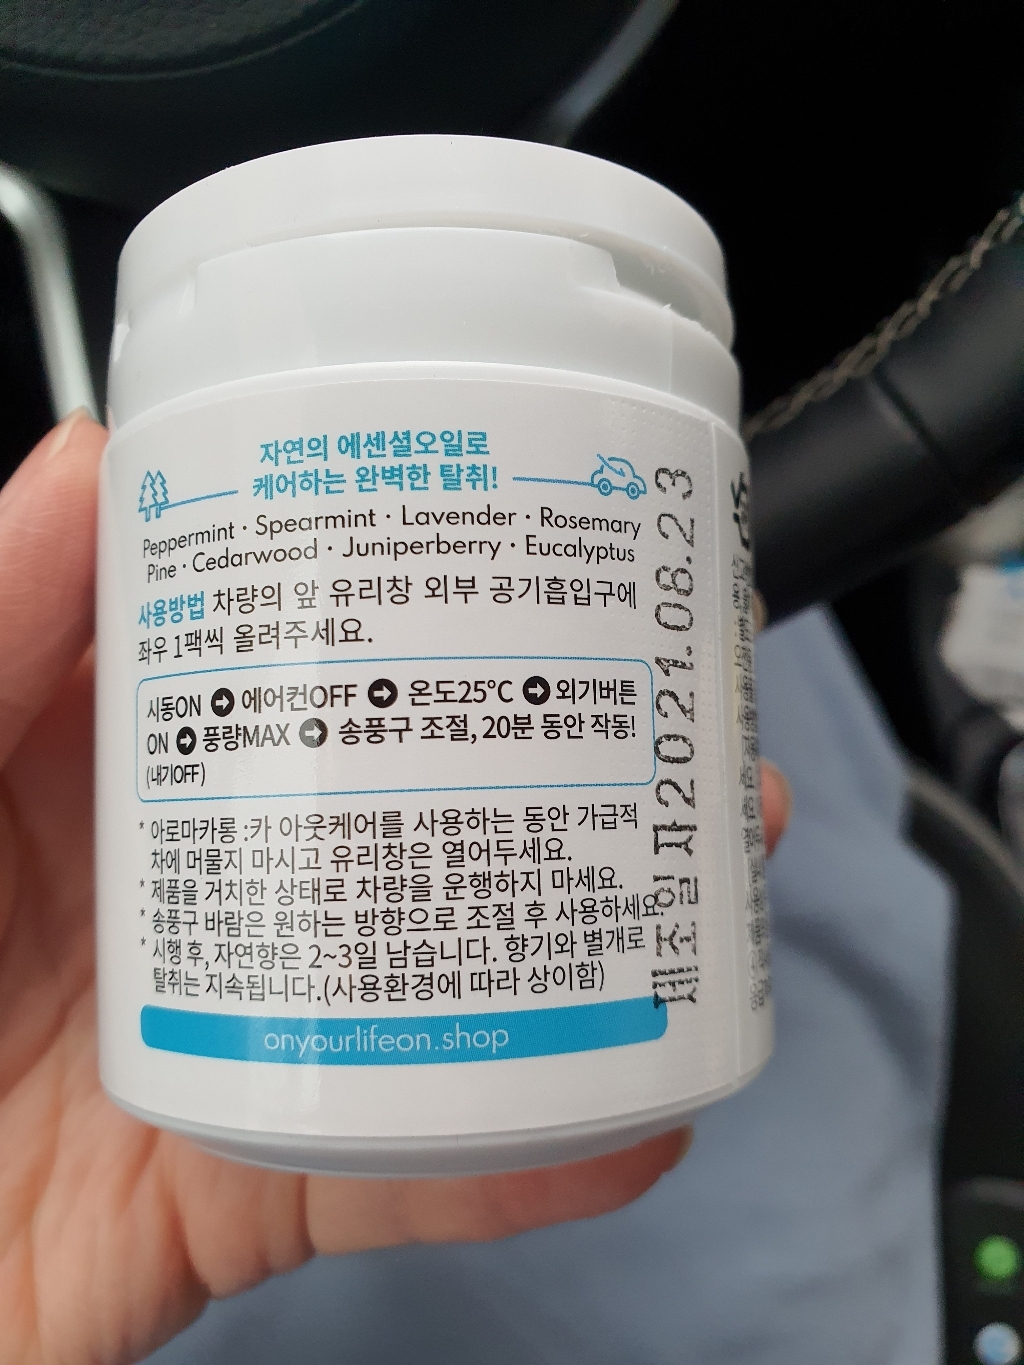 자연의 에센셜오일로
케어하는 완벽한 탈취!
Peppermint · Spearmint · Lavender · Rosemary
Pine · Cedarwood · Juniperberry · Eucalyptus
사용방법 차량의 앞 유리창 외부 공기흡입구에
좌우 1팩씩 올려주세요.
시동ON ➔ 에어컨OFF ➔ 온도25°C ➔ 외기버튼
ON ➔ 풍량MAX ➔ 송풍구 조절, 20분 동안 작동!
(내기OFF)
* 아로마카롱 :카 아웃케어를 사용하는 동안 가급적
차에 머물지 마시고 유리창은 열어두세요.
* 제품을 거치한 상태로 차량을 운행하지 마세요.
* 송풍구 바람은 원하는 방향으로 조절 후 사용하세요.
* 시행 후, 자연향은 2~3일 남습니다. 향기와 별개로
탈취는 지속됩니다.(사용환경에 따라 상이함)
onyourlifeon.shop
제조일자2021.08.23